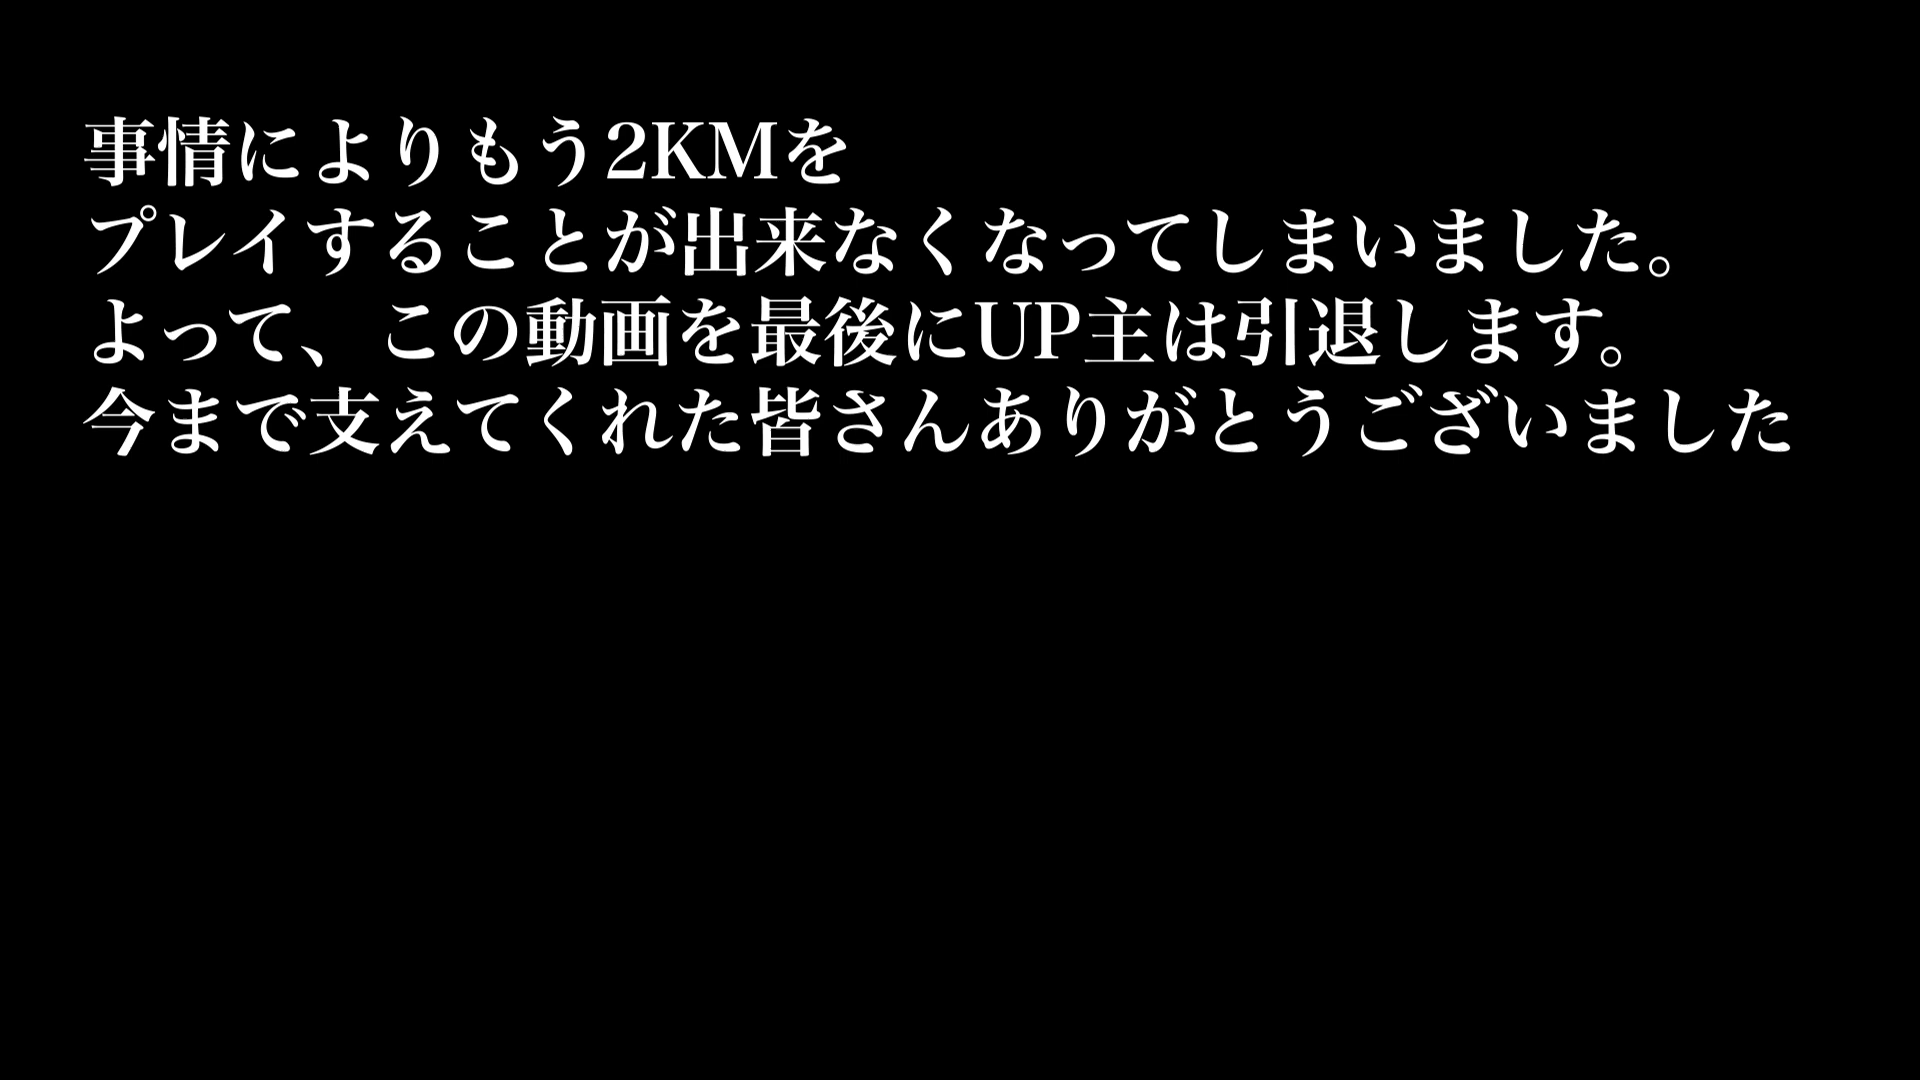 事情によりもう2KMを
プレイすることが出来なくなってしまいました。
よって、この動画を最後にUP主は引退します。
今まで支えてくれた皆さんありがとうございました